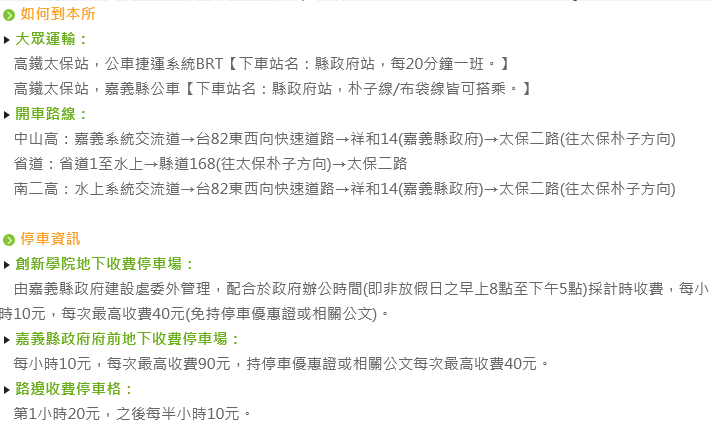 如何到本所
大眾運輸：
高鐵太保站，公車捷運系統BRT【下車站名：縣政府站，每20分鐘一班。】
高鐵太保站，嘉義縣公車【下車站名：縣政府站，朴子線/布袋線皆可搭乘。】
開車路線：
中山高：嘉義系統交流道→台82東西向快速道路→祥和14(嘉義縣政府)→太保二路(往太保朴子方向)
省道：省道1至水上→縣道168(往太保朴子方向)→太保二路
南二高：水上系統交流道→台82東西向快速道路→祥和14(嘉義縣政府)→太保二路(往太保朴子方向)
停車資訊
創新學院地下收費停車場：
由嘉義縣政府建設處委外管理，配合於政府辦公時間(即非放假日之早上8點至下午5點)採計時收費，每小
時10元，每次最高收費40元(免持停車優惠證或相關公文)。
嘉義縣政府府前地下收費停車場：
每小時10元，每次最高收費90元，持停車優惠證或相關公文每次最高收費40元。
路邊收費停車格：
第1小時20元，之後每半小時10元。